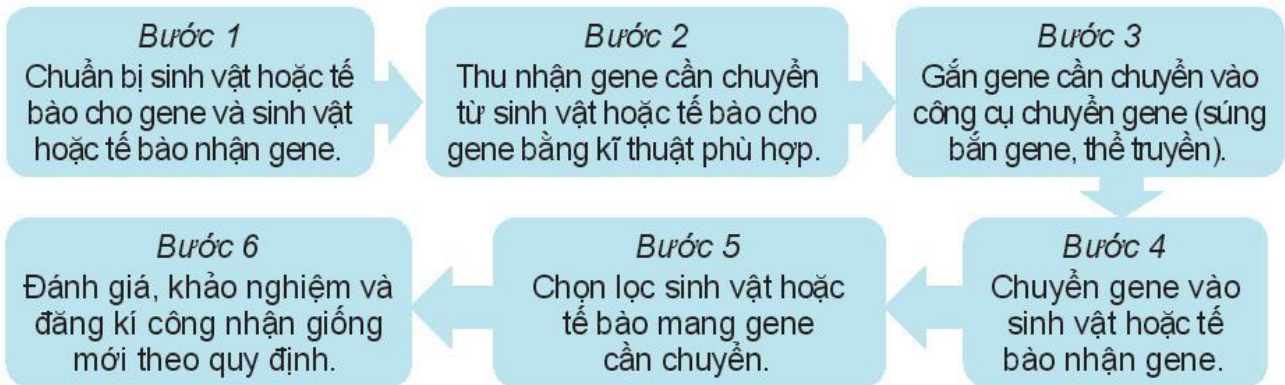 Bước 1
Chuẩn bị sinh vật hoặc tế
bào cho gene và sinh vật
hoặc tế bào nhận gene.
Bước 2
Thu nhận gene cần chuyển
từ sinh vật hoặc tế bào cho
gene bằng kĩ thuật phù hợp.
Bước 3
Gắn gene cần chuyển vào
công cụ chuyển gene (súng
bắn gene, thể truyền).
Bước 4
Chuyển gene vào
sinh vật hoặc tế
bào nhận gene.
Bước 5
Chọn lọc sinh vật hoặc
tế bào mang gene
cần chuyển.
Bước 6
Đánh giá, khảo nghiệm và
đăng kí công nhận giống
mới theo quy định.